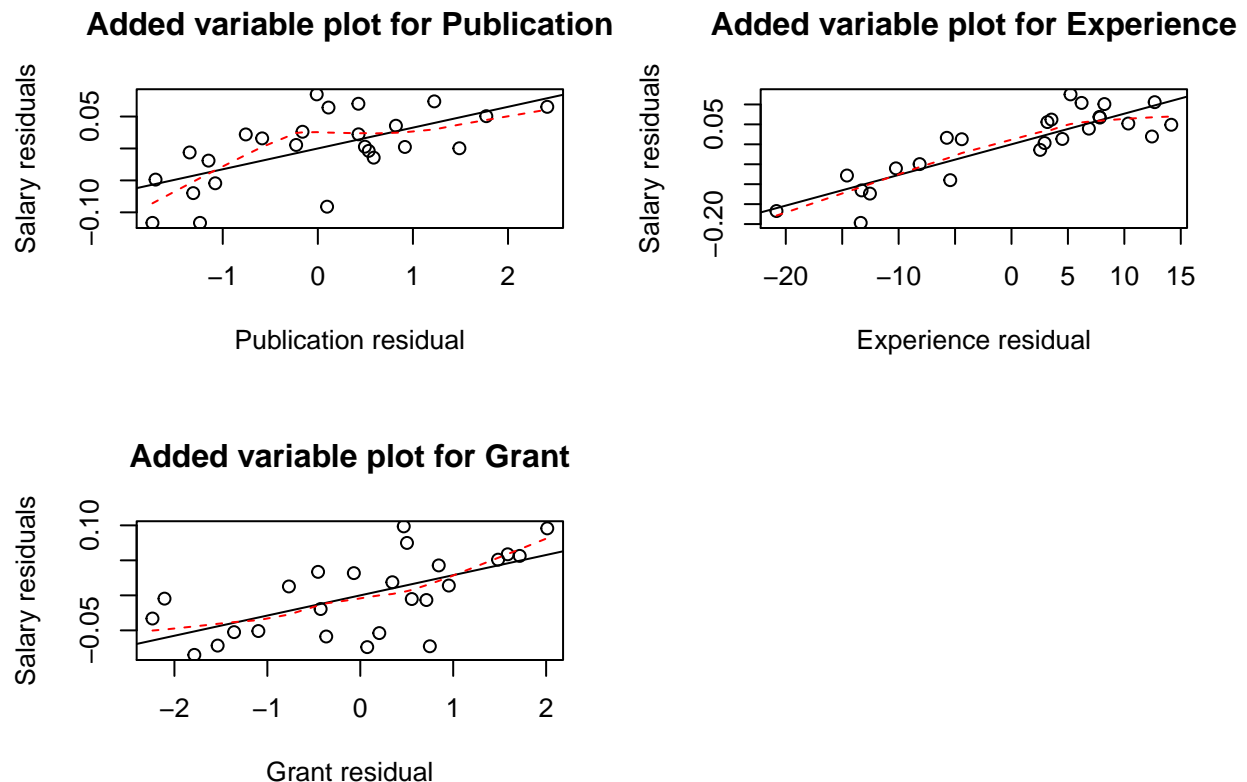 Added variable plot for Publication
Salary residuals
0.05
−0.10
−1
0
1
2
Publication residual
Added variable plot for Experience
Salary residuals
0.05
−0.20
−20
−10
0
5
10
15
Experience residual
Added variable plot for Grant
Salary residuals
0.10
−0.05
−2
−1
0
1
2
Grant residual